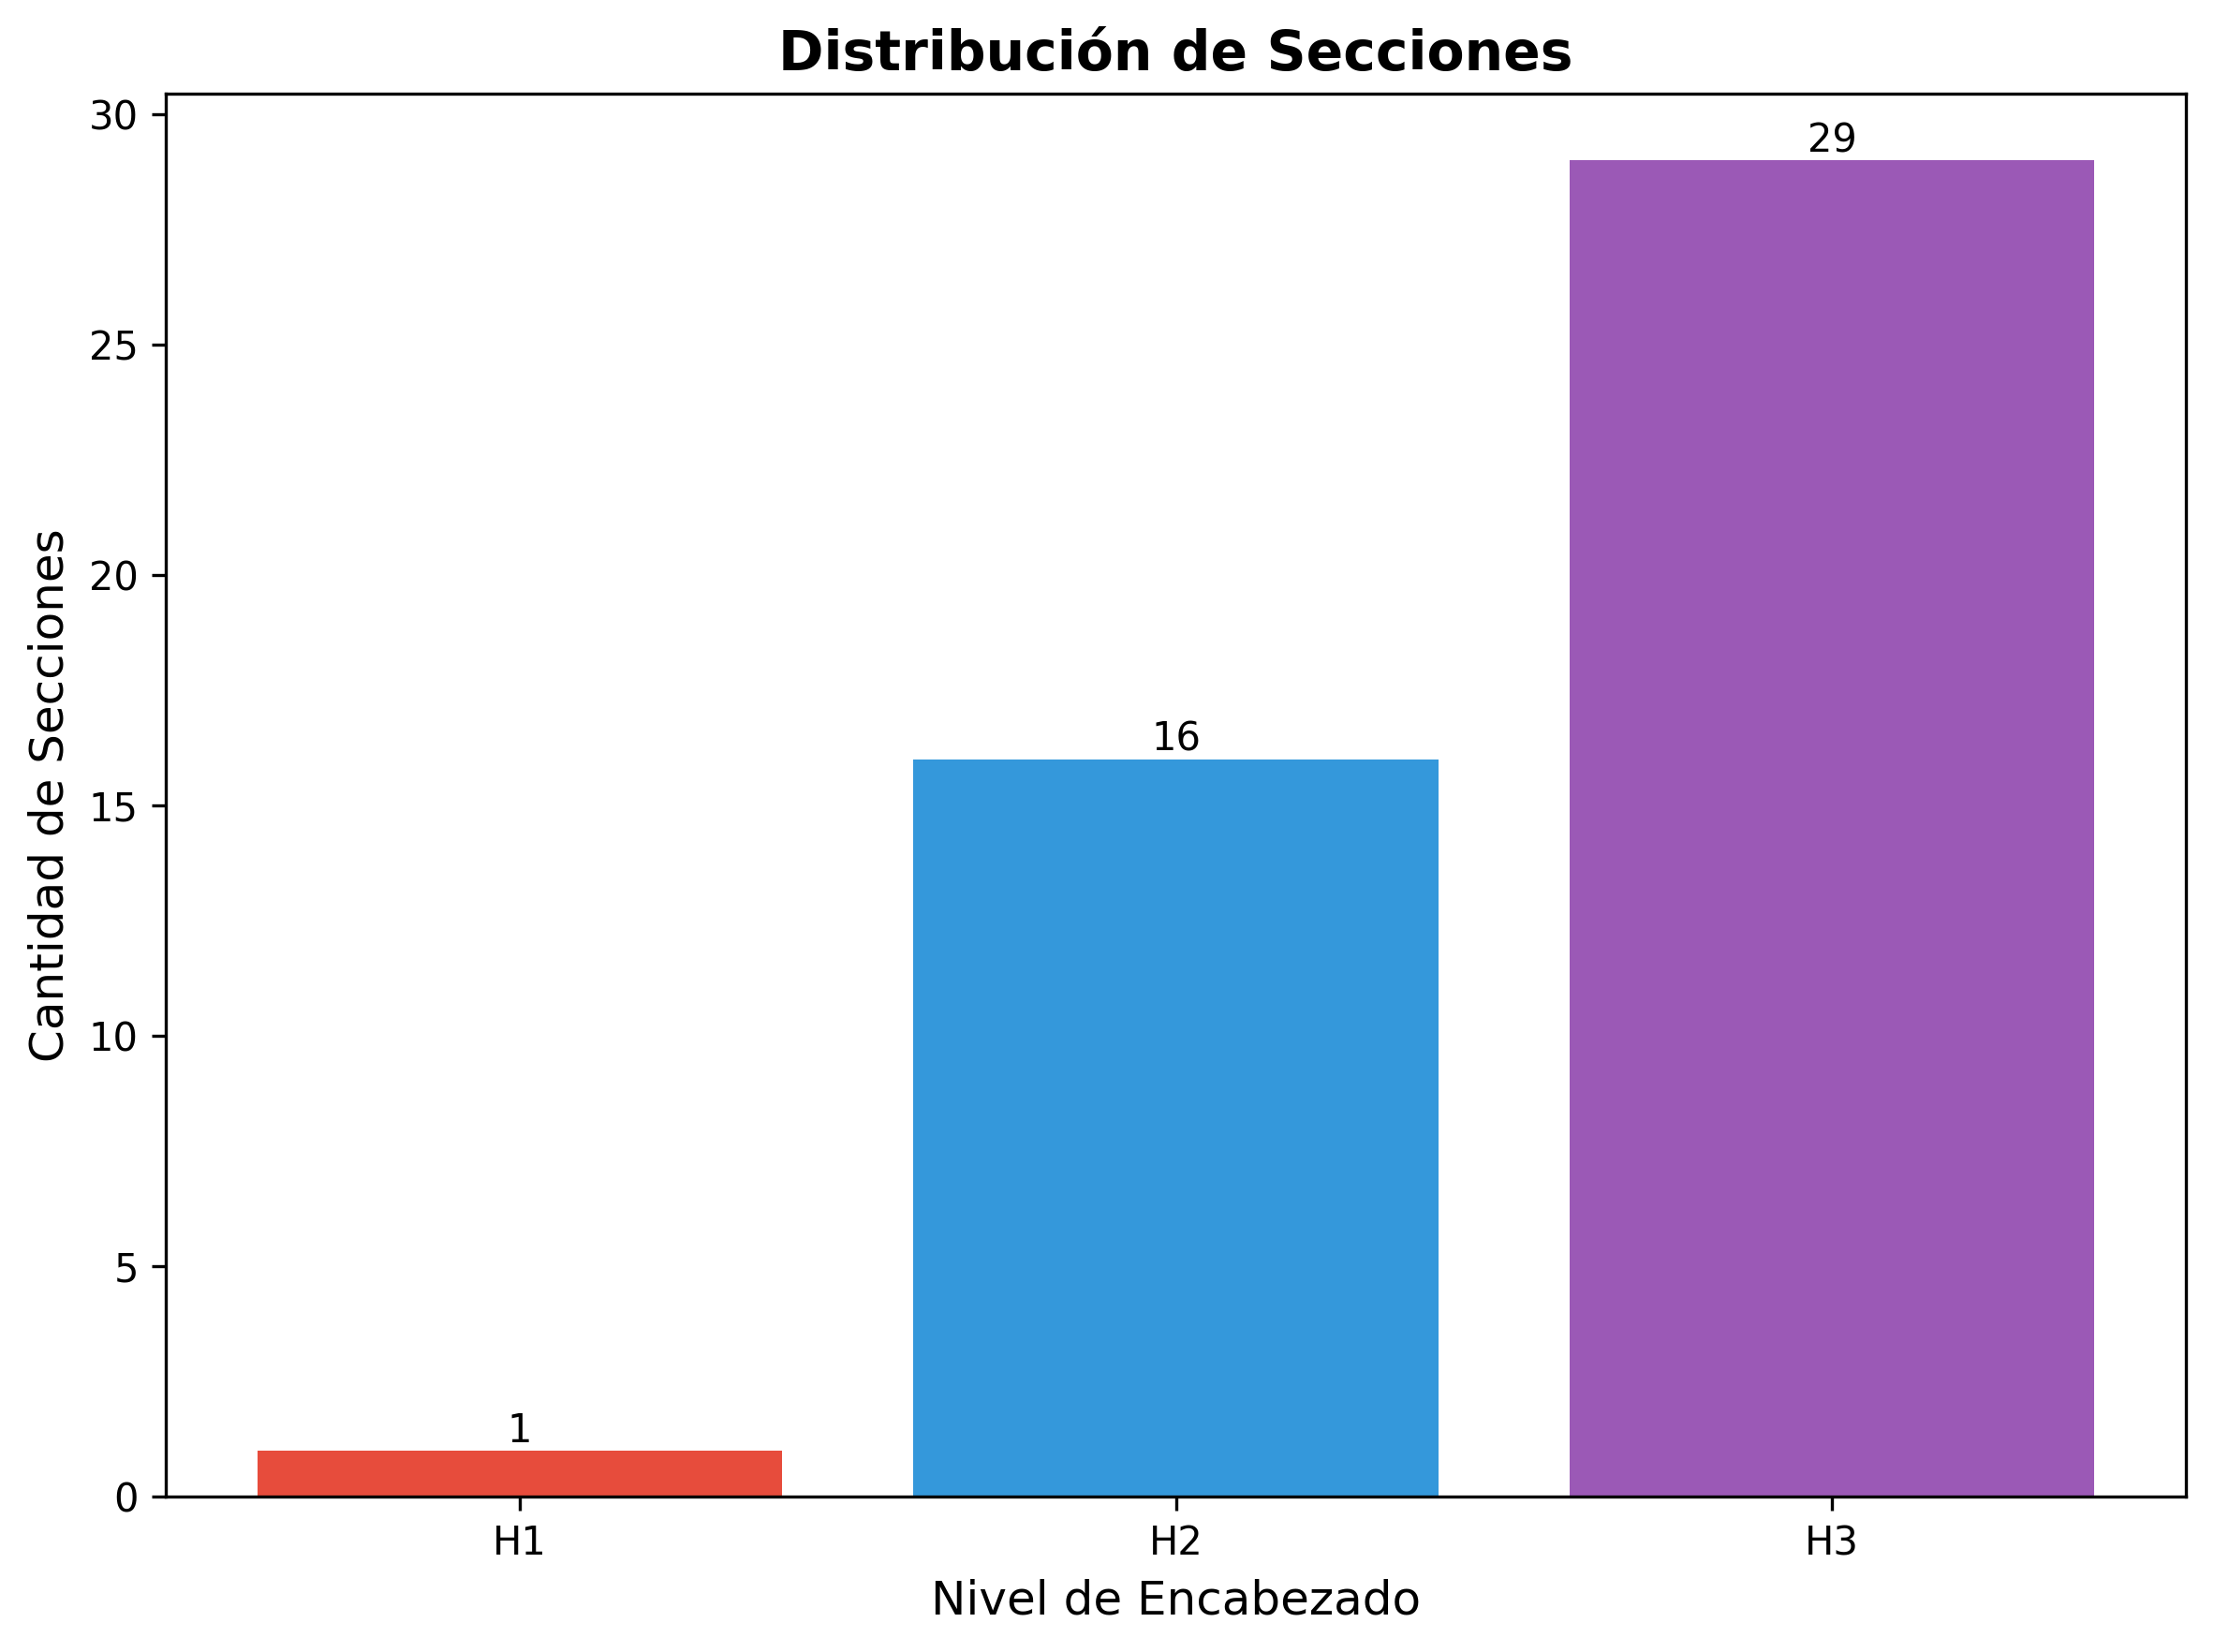 Distribución de Secciones
Cantidad de Secciones
30
25
20
15
10
5
0
1
16
29
H1
H2
H3
Nivel de Encabezado